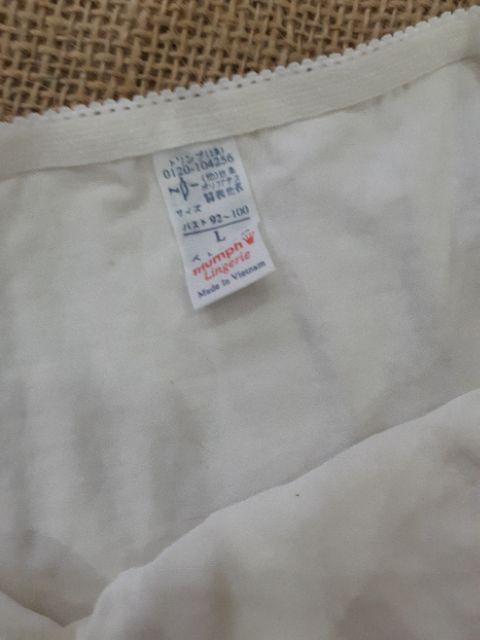 トリンプ(株)
0120-104256
サイズ
バスト 92~100
L
mumph
Lingerie
Made In Vietnam